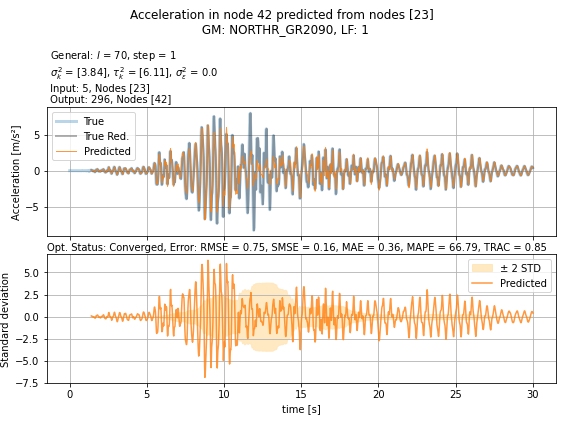 Acceleration in node 42 predicted from nodes [23]
GM: NORTHR_GR2090, LF: 1
General: l = 70, step = 1
σ²ₖ = [3.84], τ²ₖ = [6.11], σ²ₑ = 0.0
Input: 5, Nodes [23]
Output: 296, Nodes [42]
True
True Red.
Predicted
Acceleration [m/s²]
5
0
−5
Opt. Status: Converged, Error: RMSE = 0.75, SMSE = 0.16, MAE = 0.36, MAPE = 66.79, TRAC = 0.85
± 2 STD
Predicted
Standard deviation
5.0
2.5
0.0
−2.5
−5.0
−7.5
0 5 10 15 20 25 30
time [s]